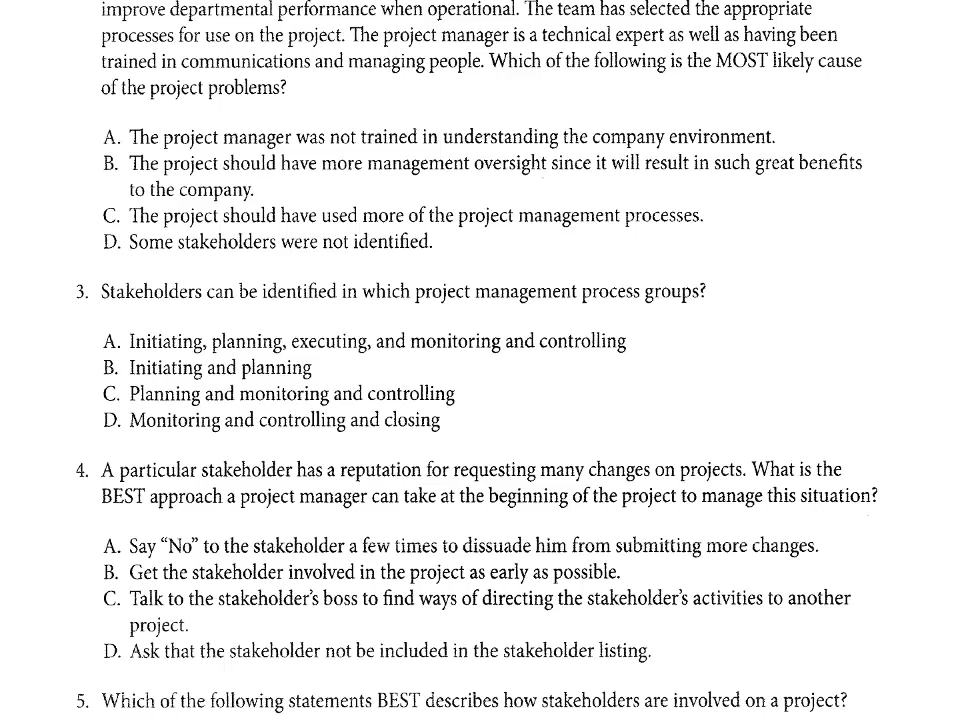 improve departmental performance when operational. The team has selected the appropriate
processes for use on the project. The project manager is a technical expert as well as having been
trained in communications and managing people. Which of the following is the MOST likely cause
of the project problems?
A. The project manager was not trained in understanding the company environment.
B. The project should have more management oversight since it will result in such great benefits
to the company.
C. The project should have used more of the project management processes.
D. Some stakeholders were not identified.
3. Stakeholders can be identified in which project management process groups?
A. Initiating, planning, executing, and monitoring and controlling
B. Initiating and planning
C. Planning and monitoring and controlling
D. Monitoring and controlling and closing
4. A particular stakeholder has a reputation for requesting many changes on projects. What is the
BEST approach a project manager can take at the beginning of the project to manage this situation?
A. Say “No” to the stakeholder a few times to dissuade him from submitting more changes.
B. Get the stakeholder involved in the project as early as possible.
C. Talk to the stakeholder’s boss to find ways of directing the stakeholder’s activities to another
project.
D. Ask that the stakeholder not be included in the stakeholder listing.
5. Which of the following statements BEST describes how stakeholders are involved on a project?